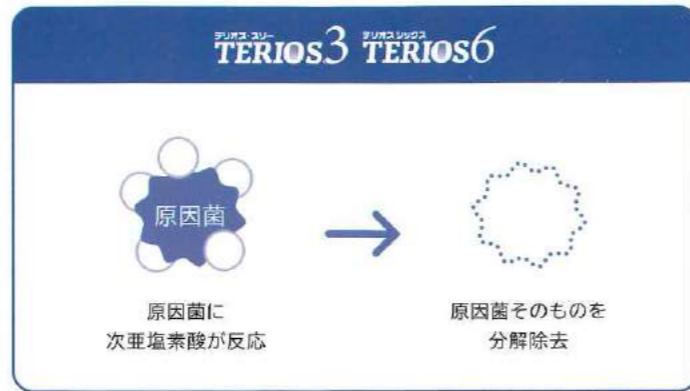 テリオス・スリー テリオス シックス
TERIOS.3 TERIOS6
原因菌
原因菌に
次亜塩素酸が反応
原因菌そのものを
分解除去